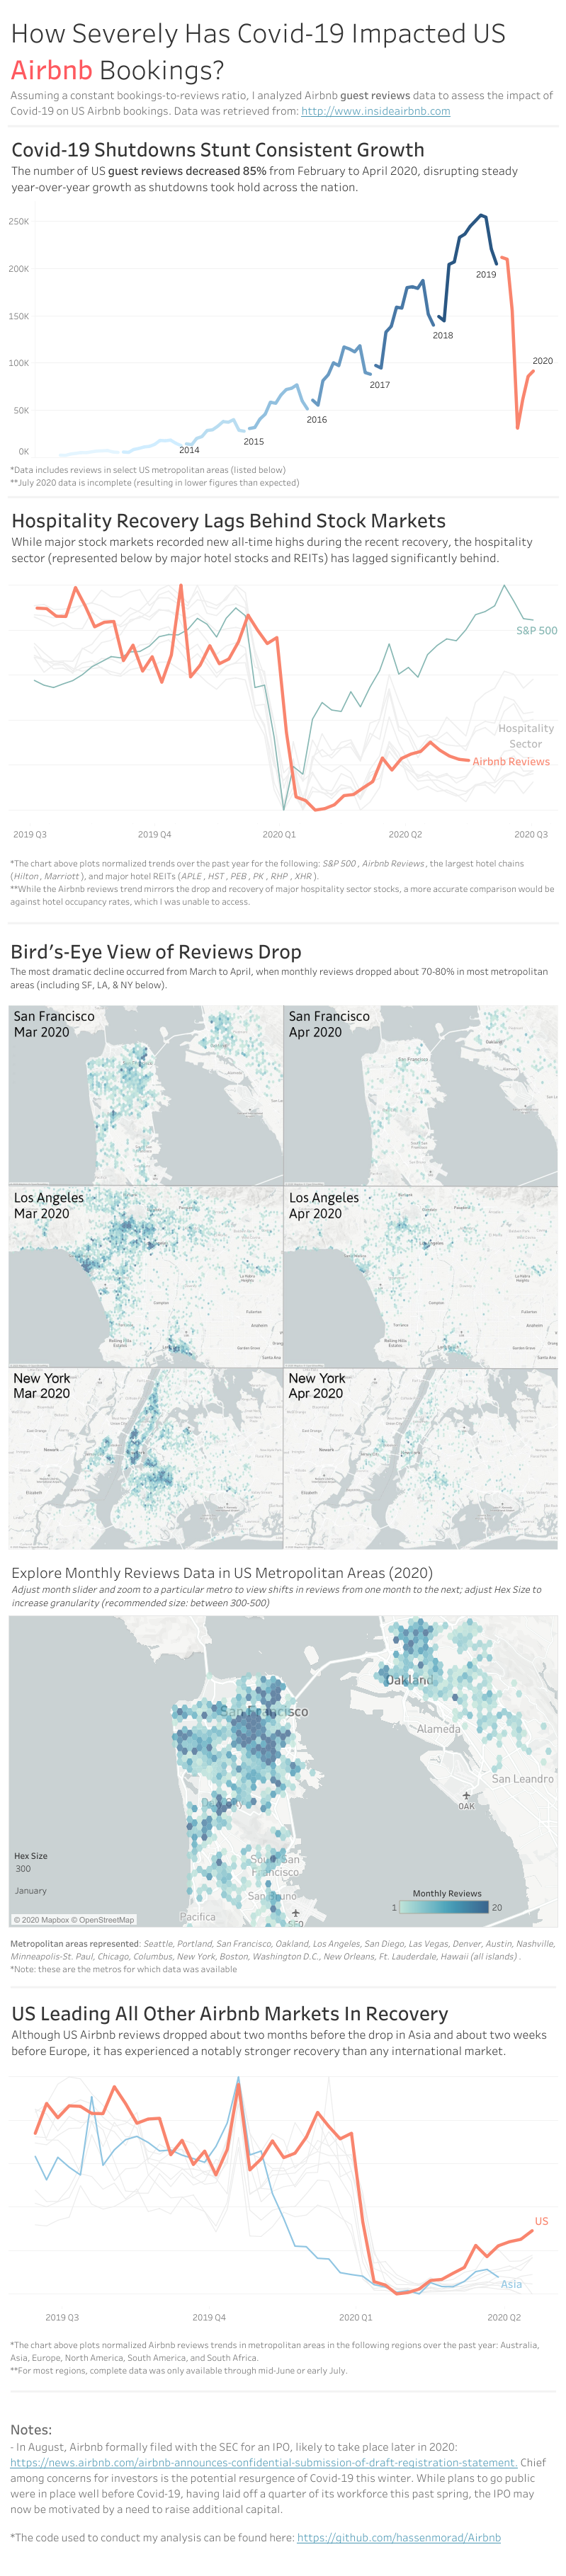 How Severely Has Covid-19 Impacted US
Airbnb Bookings?
Assuming a constant bookings-to-reviews ratio, I analyzed Airbnb guest reviews data to assess the impact of
Covid-19 on US Airbnb bookings. Data was retrieved from: http://www.insideairbnb.com
Covid-19 Shutdowns Stunt Consistent Growth
The number of US guest reviews decreased 85% from February to April 2020, disrupting steady
year-over-year growth as shutdowns took hold across the nation.
250K
200K
150K
100K
50K
0K
2014
2015
2016
2017
2018
2019
2020
*Data includes reviews in select US metropolitan areas (listed below)
**July 2020 data is incomplete (resulting in lower figures than expected)
Hospitality Recovery Lags Behind Stock Markets
While major stock markets recorded new all-time highs during the recent recovery, the hospitality
sector (represented below by major hotel stocks and REITs) has lagged significantly behind.
S&P 500
Hospitality
Sector
Airbnb Reviews
2019 Q3
2019 Q4
2020 Q1
2020 Q2
2020 Q3
*The chart above plots normalized trends over the past year for the following: S&P 500 , Airbnb Reviews , the largest hotel chains
(Hilton , Marriott ), and major hotel REITs (APLE , HST , PEB , PK , RHP , XHR ).
**While the Airbnb reviews trend mirrors the drop and recovery of major hospitality sector stocks, a more accurate comparison would be
against hotel occupancy rates, which I was unable to access.
Bird's-Eye View of Reviews Drop
The most dramatic decline occurred from March to April, when monthly reviews dropped about 70-80% in most metropolitan
areas (including SF, LA, & NY below).
San Francisco
Mar 2020
San Francisco
Apr 2020
Los Angeles
Mar 2020
Los Angeles
Apr 2020
New York
Mar 2020
New York
Apr 2020
Explore Monthly Reviews Data in US Metropolitan Areas (2020)
Adjust month slider and zoom to a particular metro to view shifts in reviews from one month to the next; adjust Hex Size to
increase granularity (recommended size: between 300-500)
Oakland
San Francisco
Alameda
San Leandro
OAK
South San
Francisco
San Bruno
Pacifica
SFO
Hex Size
300
January
Monthly Reviews
1
20
© 2020 Mapbox © OpenStreetMap
Metropolitan areas represented: Seattle, Portland, San Francisco, Oakland, Los Angeles, San Diego, Las Vegas, Denver, Austin, Nashville,
Minneapolis-St. Paul, Chicago, Columbus, New York, Boston, Washington D.C., New Orleans, Ft. Lauderdale, Hawaii (all islands) .
*Note: these are the metros for which data was available
US Leading All Other Airbnb Markets In Recovery
Although US Airbnb reviews dropped about two months before the drop in Asia and about two weeks
before Europe, it has experienced a notably stronger recovery than any international market.
US
Asia
2019 Q3
2019 Q4
2020 Q1
2020 Q2
*The chart above plots normalized Airbnb reviews trends in metropolitan areas in the following regions over the past year: Australia,
Asia, Europe, North America, South America, and South Africa.
**For most regions, complete data was only available through mid-June or early July.
Notes:
- In August, Airbnb formally filed with the SEC for an IPO, likely to take place later in 2020:
https://news.airbnb.com/airbnb-announces-confidential-submission-of-draft-registration-statement. Chief
among concerns for investors is the potential resurgence of Covid-19 this winter. While plans to go public
were in place well before Covid-19, having laid off a quarter of its workforce this past spring, the IPO may
now be motivated by a need to raise additional capital.
*The code used to conduct my analysis can be found here: https://github.com/hassenmorad/Airbnb